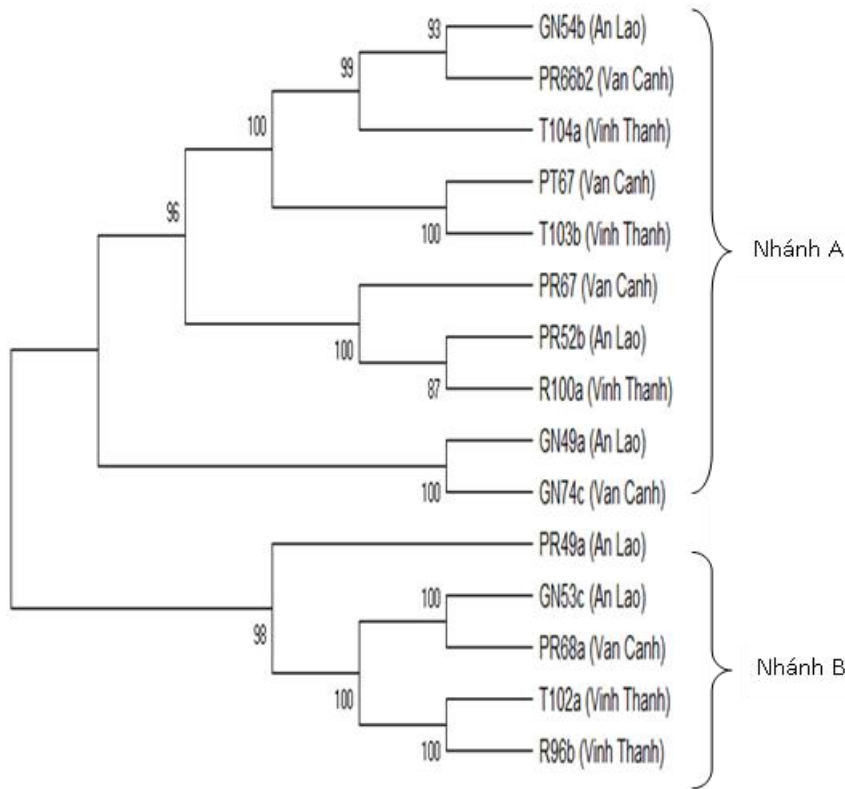 93
GN54b (An Lao)
99
PR66b2 (Van Canh)
100
T104a (Vinh Thanh)
96
PT67 (Van Canh)
100
T103b (Vinh Thanh)
PR67 (Van Canh)
100
PR52b (An Lao)
87
R100a (Vinh Thanh)
GN49a (An Lao)
100
GN74c (Van Canh)
Nhánh A
PR49a (An Lao)
98
100
GN53c (An Lao)
PR68a (Van Canh)
100
T102a (Vinh Thanh)
100
R96b (Vinh Thanh)
Nhánh B